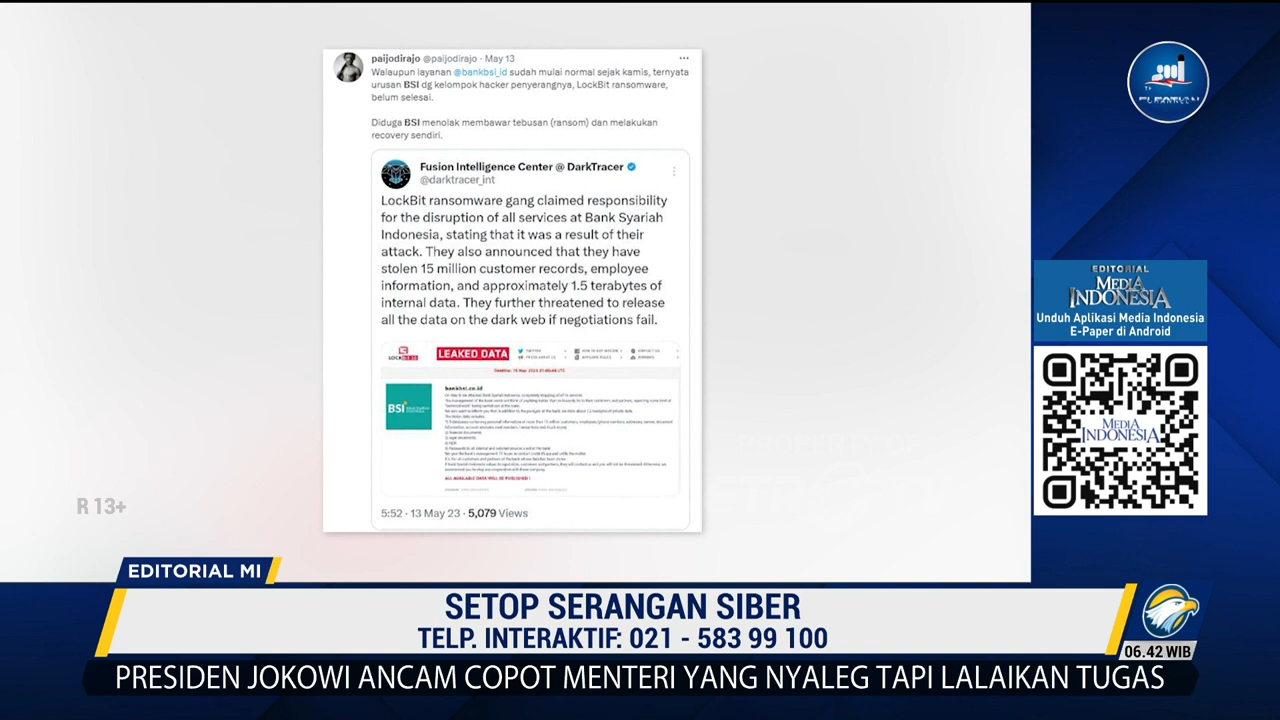 paijodirajo @paijodirajo · May 13
Walaupun layanan @bankbsi_id sudah mulai normal sejak kamis, ternyata
urusan BSI dg kelompok hacker penyerangnya, LockBit ransomware,
belum selesai.
Diduga BSI menolak membawar tebusan (ransom) dan melakukan
recovery sendiri.
Fusion Intelligence Center @ DarkTracer
@darktracer_int
LockBit ransomware gang claimed responsibility
for the disruption of all services at Bank Syariah
Indonesia, stating that it was a result of their
attack. They also announced that they have
stolen 15 million customer records, employee
information, and approximately 1.5 terabytes of
internal data. They further threatened to release
all the data on the dark web if negotiations fail.
LEAKED DATA
bankbsi.co.id
BSI
ALL AVAILABLE DATA WILL BE PUBLISHED !
5:52 · 13 May 23 · 5,079 Views
EDITORIAL
MEDIA
INDONESIA
Unduh Aplikasi Media Indonesia
E-Paper di Android
MEDIA
INDONESIA
R 13+
EDITORIAL MI
SETOP SERANGAN SIBER
TELP. INTERAKTIF: 021 - 583 99 100
06.42 WIB
PRESIDEN JOKOWI ANCAM COPOT MENTERI YANG NYALEG TAPI LALAIKAN TUGAS